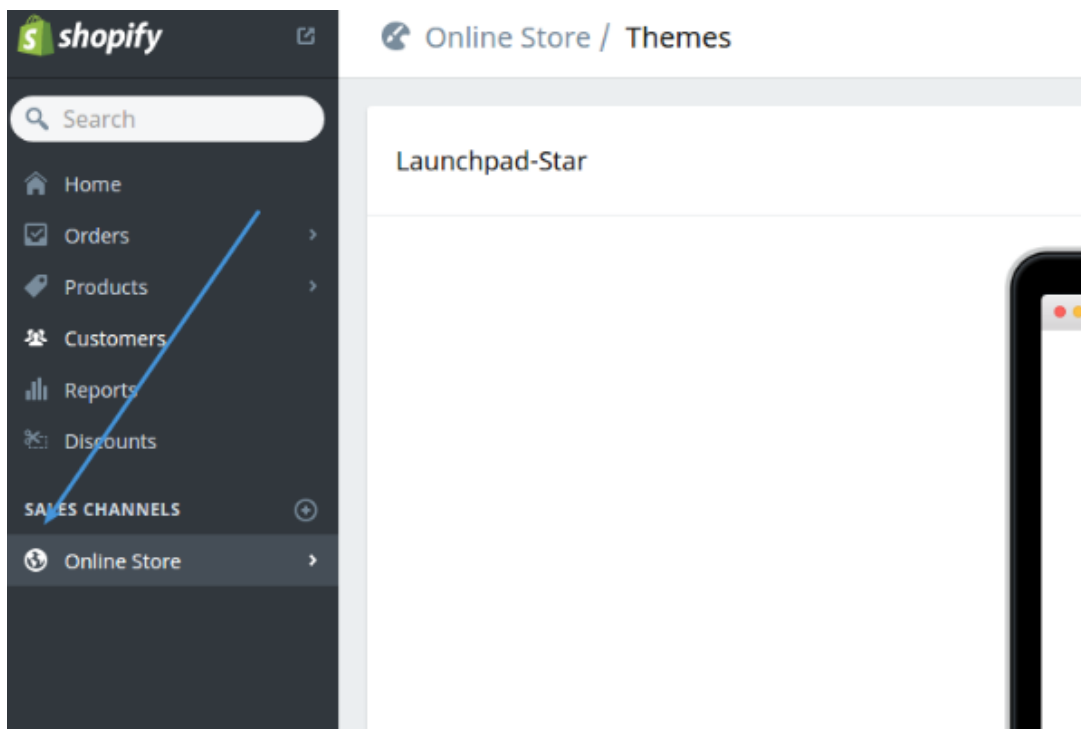 shopify
Online Store / Themes
Search
Launchpad-Star
Home
Orders
Products
Customers
Reports
Discounts
SALES CHANNELS
Online Store